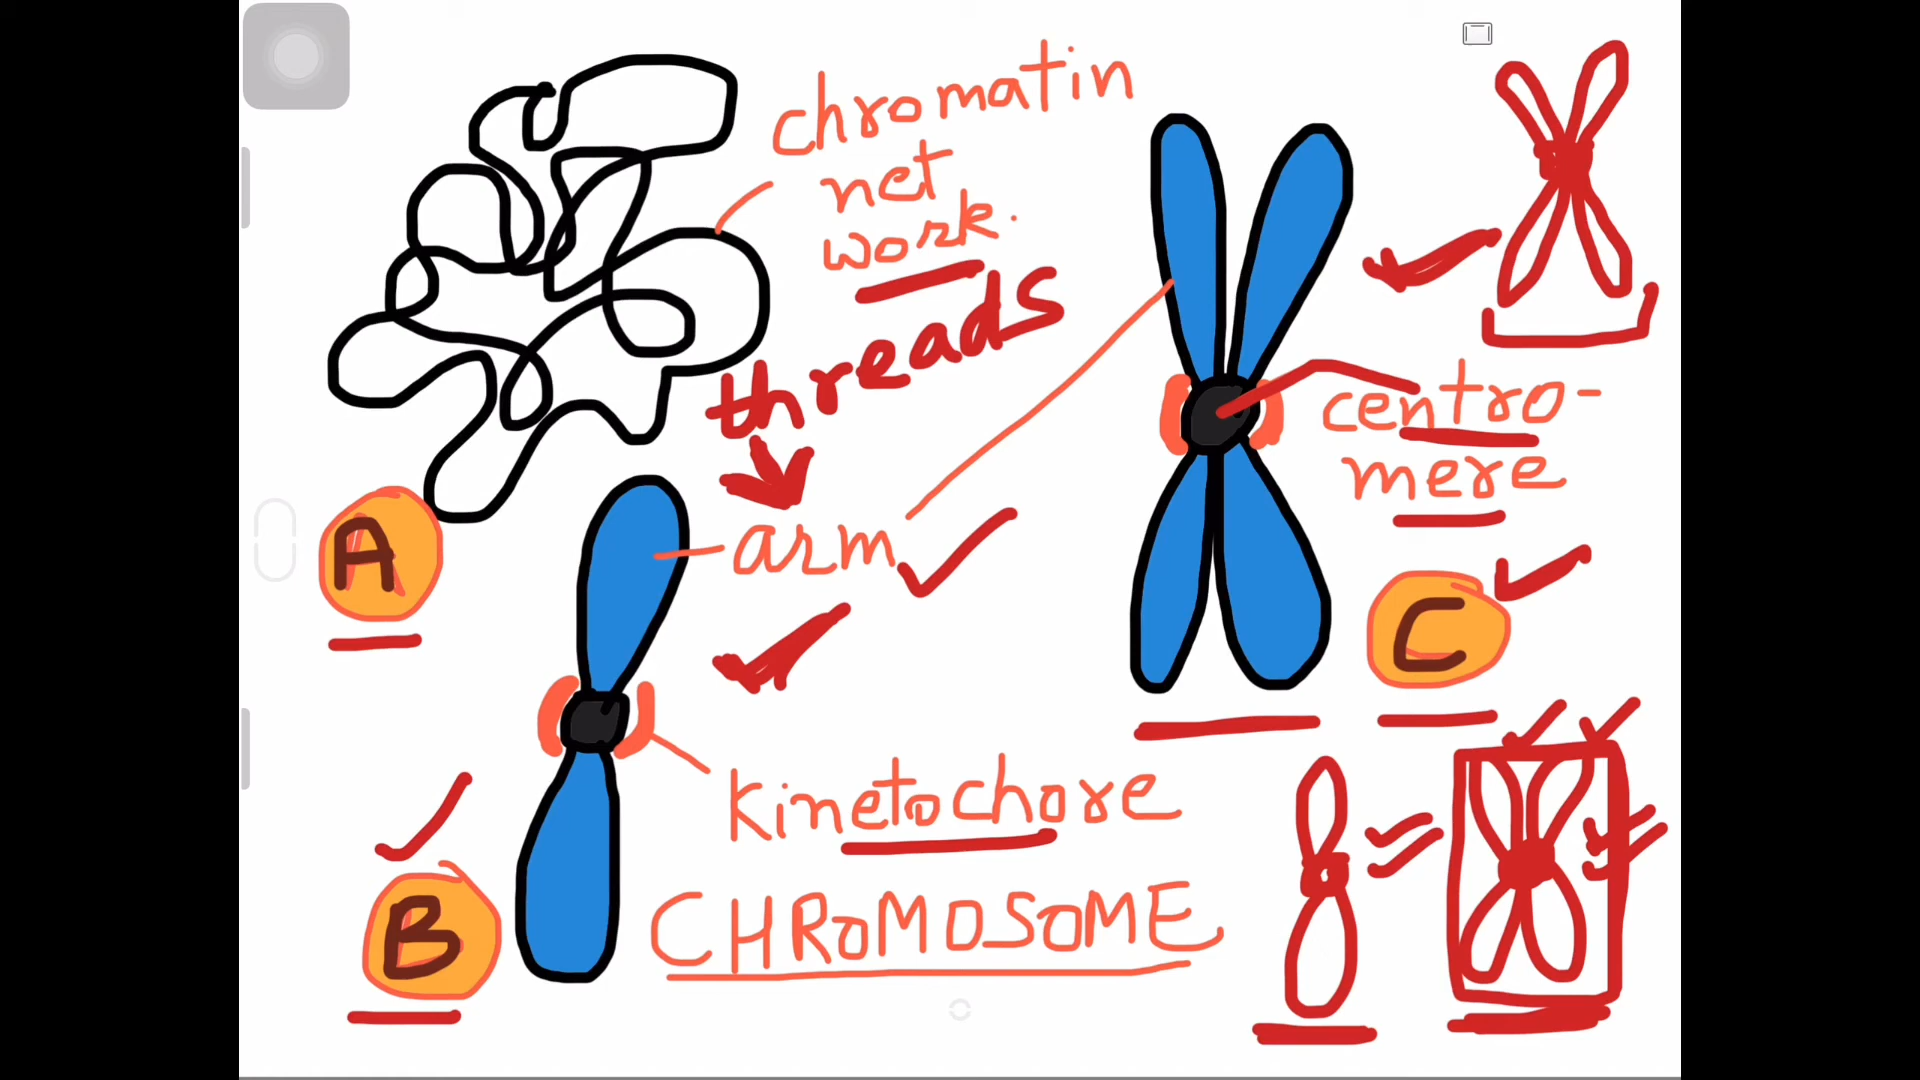 chromatin
net
work.
threads
A
arm
centro-
mere
C
kinetochore
B
CHROMOSOME